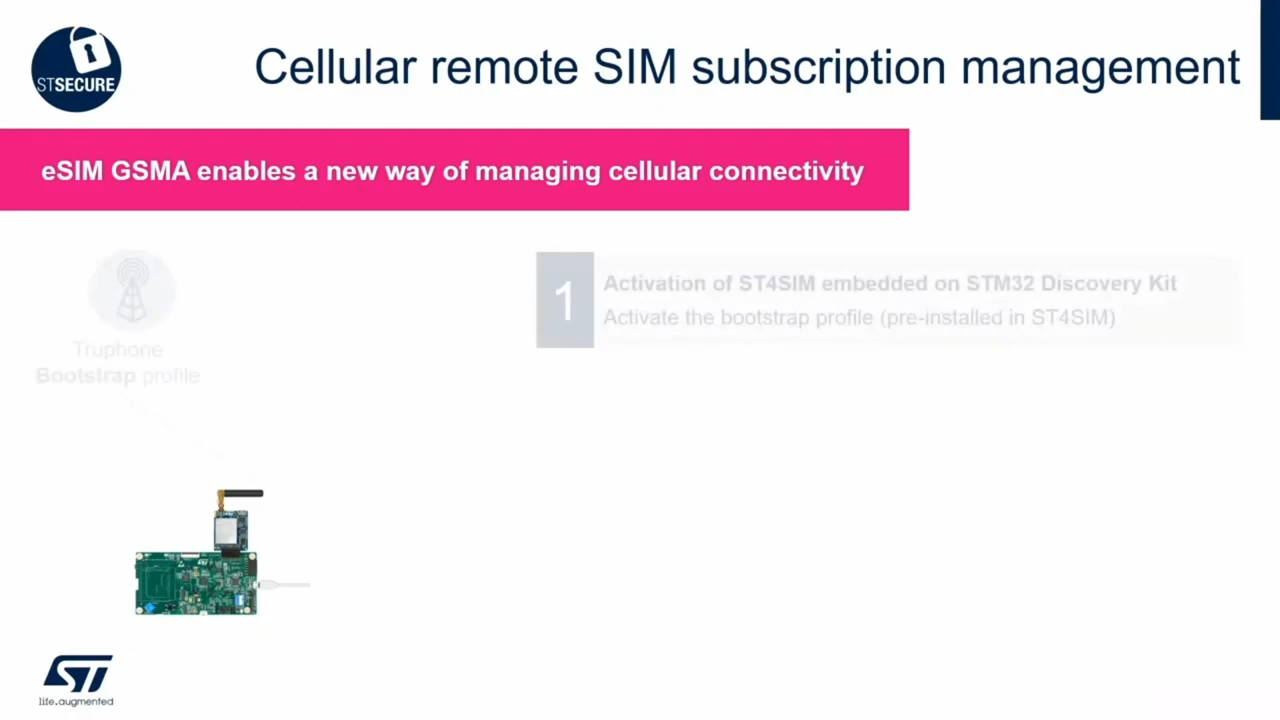 STSECURE
Cellular remote SIM subscription management
eSIM GSMA enables a new way of managing cellular connectivity
Truphone
Bootstrap profile
1
Activation of ST4SIM embedded on STM32 Discovery Kit
Activate the bootstrap profile (pre-installed in ST4SIM)
ST
life.augmented